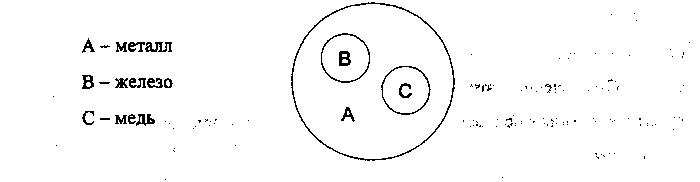 A – металл
B – железо
C – медь
B
C
A